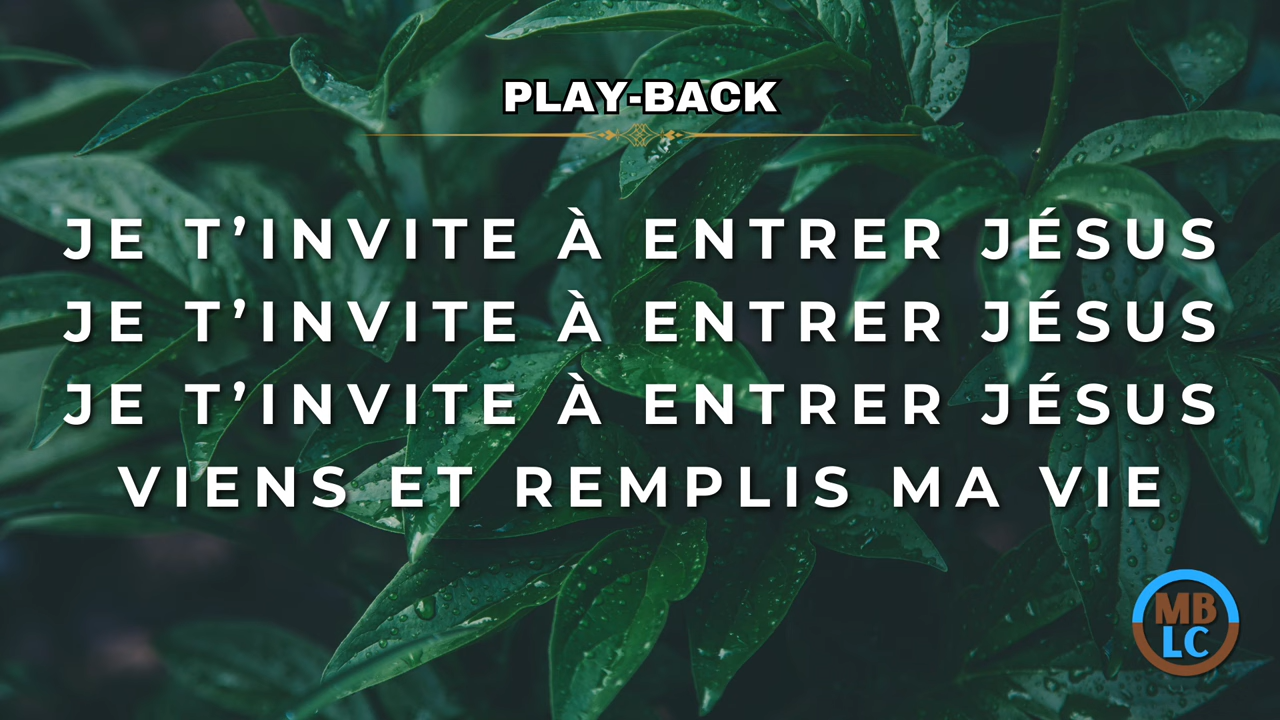 PLAY-BACK
JE T’INVITE À ENTRER JÉSUS
JE T’INVITE À ENTRER JÉSUS
JE T’INVITE À ENTRER JÉSUS
VIENS ET REMPLIS MA VIE
MB
LC